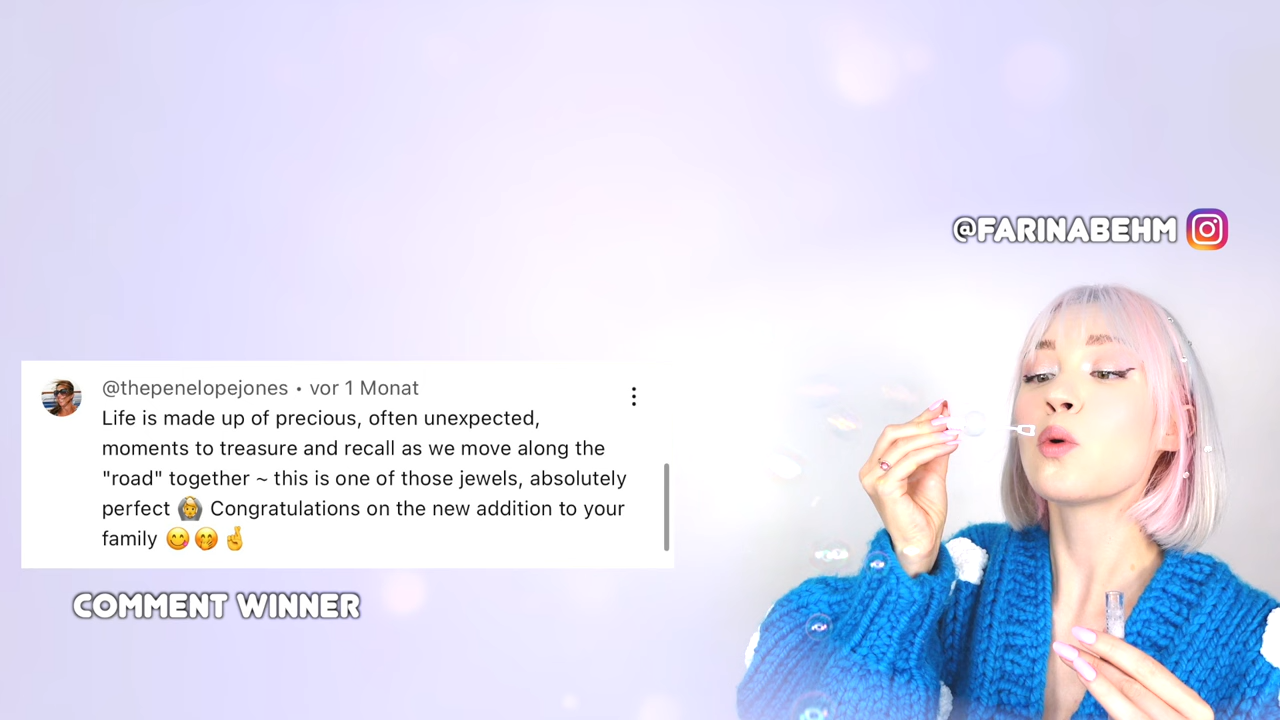 @FARINABEHM
@thepenelopejones • vor 1 Monat
Life is made up of precious, often unexpected,
moments to treasure and recall as we move along the
"road" together ~ this is one of those jewels, absolutely
perfect 👰 Congratulations on the new addition to your
family 😋🤭🤞
COMMENT WINNER